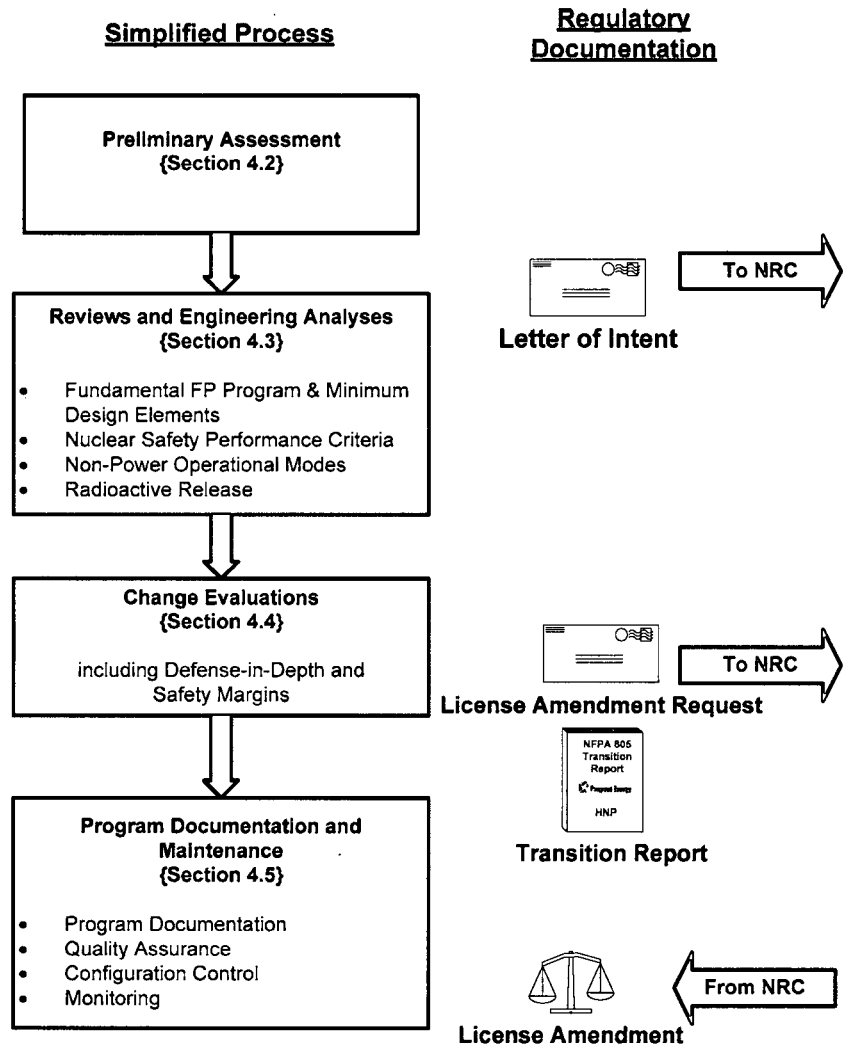 Simplified Process
Regulatory
Documentation
Preliminary Assessment
{Section 4.2}
To NRC
Letter of Intent
Reviews and Engineering Analyses
{Section 4.3}
• Fundamental FP Program & Minimum
Design Elements
• Nuclear Safety Performance Criteria
• Non-Power Operational Modes
• Radioactive Release
Change Evaluations
{Section 4.4}
including Defense-in-Depth and
Safety Margins
To NRC
License Amendment Request
NFPA 805
Transition
Report
Progress Energy
HNP
Transition Report
Program Documentation and
Maintenance
{Section 4.5}
• Program Documentation
• Quality Assurance
• Configuration Control
• Monitoring
From NRC
License Amendment